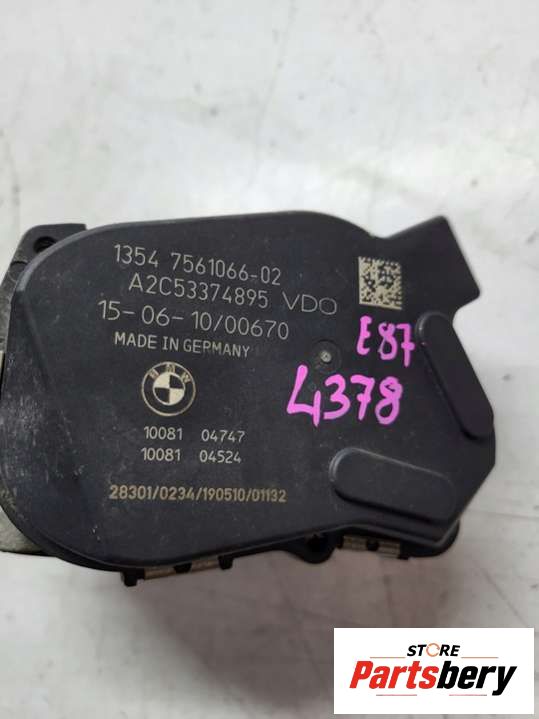 1354 7561066-02
A2C53374895 VDO
15-06-10/00670
MADE IN GERMANY
E87
4378
BMW
10081 04747
10081 04524
28301/0234/190510/01132
STORE
Partsbery